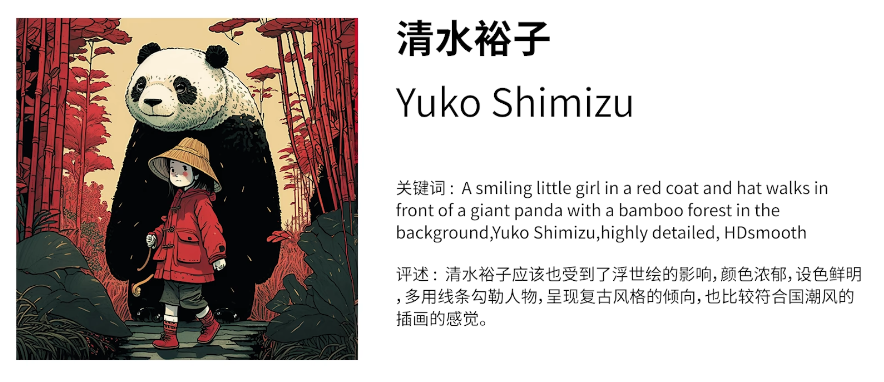 清水裕子
Yuko Shimizu
关键词：A smiling little girl in a red coat and hat walks in
front of a giant panda with a bamboo forest in the
background,Yuko Shimizu,highly detailed, HDsmooth
评述：清水裕子应该也受到了浮世绘的影响，颜色浓郁，设色鲜明
，多用线条勾勒人物，呈现复古风格的倾向，也比较符合国潮风的
插画的感觉。